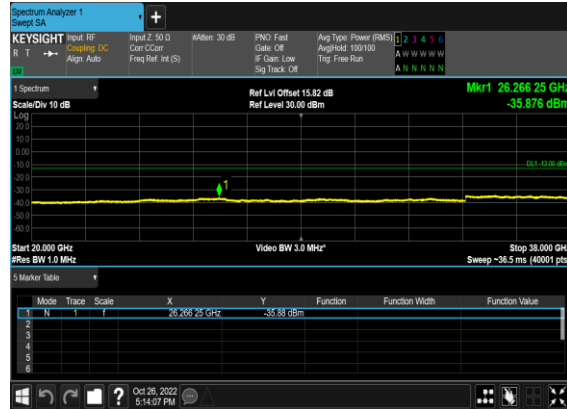 Spectrum Analyzer 1
Swept SA
+
KEYSIGHT Input: RF Input Z: 50 Ω #Atten: 30 dB PNO: Fast Avg Type: Power (RMS) 1 2 3 4 5 6
R T Coupling: DC Corr CCorr Gate: Off Avg|Hold: 100/100 A W W W W W
Align: Auto Freq Ref: Int (S) IF Gain: Low Trig: Free Run
Sig Track: Off A N N N N N
1 Spectrum Ref Lvl Offset 15.82 dB Mkr1 26.266 25 GHz
Scale/Div 10 dB Ref Level 30.00 dBm -35.876 dBm
Log
20.0
10.0
0.00
-10.0
DL1 -13.00 dBm
-20.0
1
-30.0
-40.0
-50.0
-60.0
Start 20.000 GHz Video BW 3.0 MHz* Stop 38.000 GHz
#Res BW 1.0 MHz Sweep ~36.5 ms (40001 pts
5 Marker Table
Mode Trace Scale X Y Function Function Width Function Value
1 N 1 f 26.266 25 GHz -35.88 dBm
2
3
4
5
6
? Oct 26, 2022
5:14:07 PM